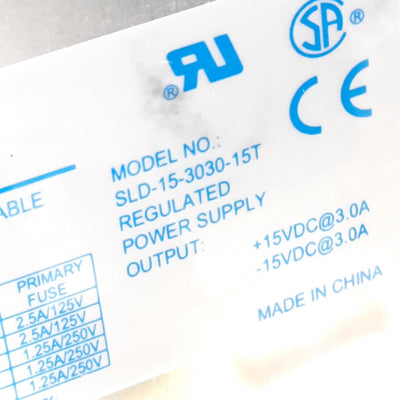 ® UR
SA ®
CE
MODEL NO.:
SLD-15-3030-15T
REGULATED
POWER SUPPLY
OUTPUT: +15VDC@3.0A
-15VDC@3.0A
MADE IN CHINA
ABLE
PRIMARY
FUSE
2.5A/125V
2.5A/125V
1.25A/250V
1.25A/250V
1.25A/250V